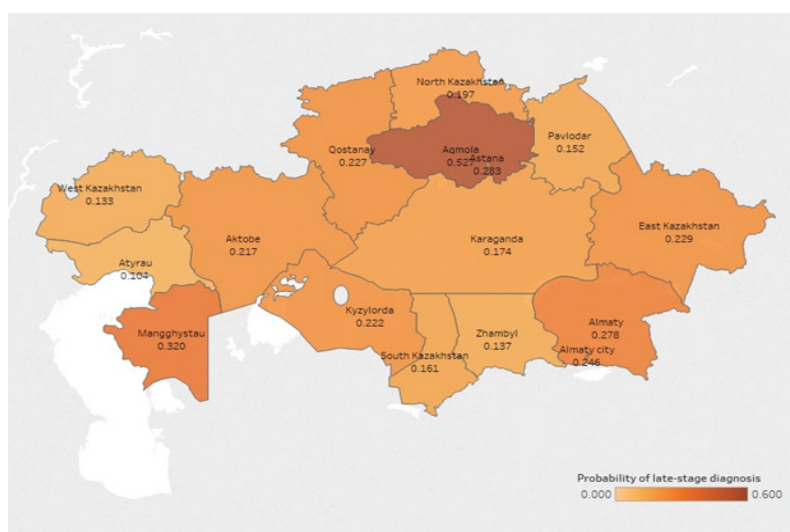 North Kazakhstan
0.197
Pavlodar
0.152
Qostanay
0.227
Aqmola
0.527
Astana
0.283
West Kazakhstan
0.133
Aktobe
0.217
Karaganda
0.174
East Kazakhstan
0.229
Atyrau
0.104
Mangghystau
0.320
Kyzylorda
0.222
Zhambyl
0.137
Almaty
0.278
South Kazakhstan
0.161
Almaty city
0.246
Probability of late-stage diagnosis
0.000 0.600